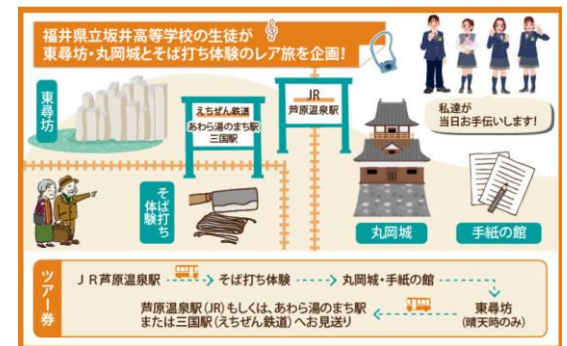 福井県立坂井高等学校の生徒が
東尋坊・丸岡城とそば打ち体験のレア旅を企画!
東尋坊
えちぜん鉄道
あわら湯のまち駅
三国駅
JR
芦原温泉駅
私達が
当日お手伝いします!
そば打ち
体験
丸岡城
手紙の館
ツアー券
JR芦原温泉駅
そば打ち体験
丸岡城・手紙の館
東尋坊
(晴天時のみ)
芦原温泉駅(JR)もしくは、あわら湯のまち駅
または三国駅(えちぜん鉄道)へお見送り